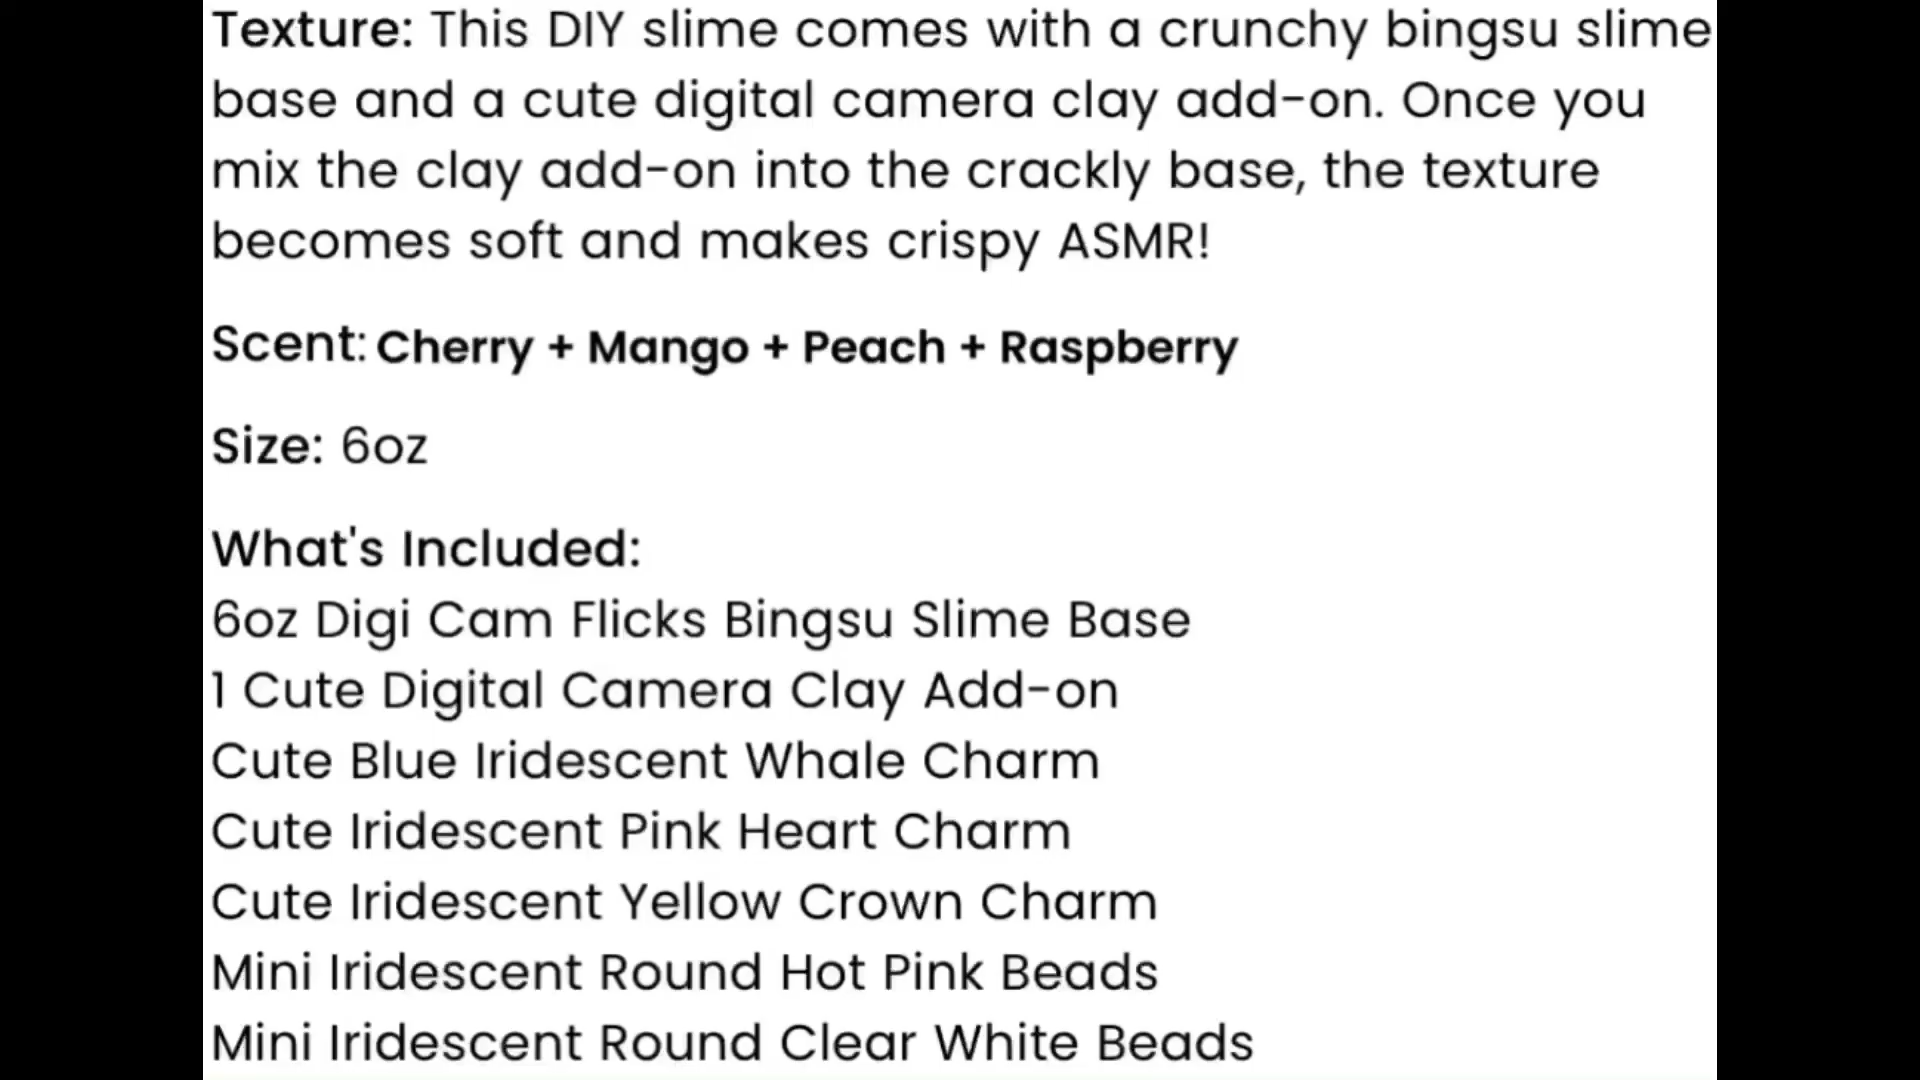 Texture: This DIY slime comes with a crunchy bingsu slime
base and a cute digital camera clay add-on. Once you
mix the clay add-on into the crackly base, the texture
becomes soft and makes crispy ASMR!
Scent: Cherry + Mango + Peach + Raspberry
Size: 6oz
What's Included:
6oz Digi Cam Flicks Bingsu Slime Base
1 Cute Digital Camera Clay Add-on
Cute Blue Iridescent Whale Charm
Cute Iridescent Pink Heart Charm
Cute Iridescent Yellow Crown Charm
Mini Iridescent Round Hot Pink Beads
Mini Iridescent Round Clear White Beads